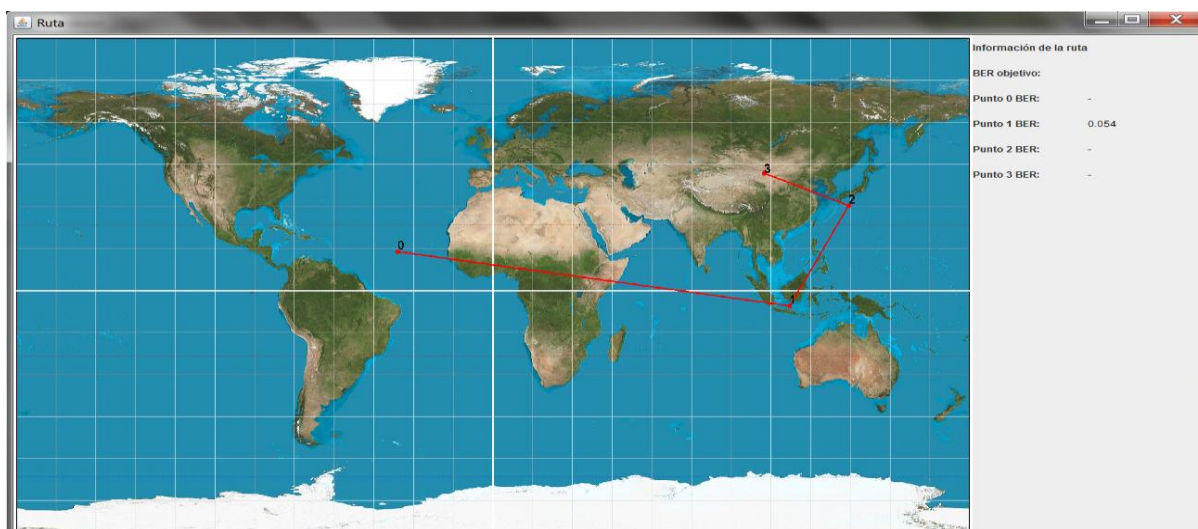 Ruta
Información de la ruta
BER objetivo:
Punto 0 BER: -
Punto 1 BER: 0.054
Punto 2 BER: -
Punto 3 BER: -
3
2
0
1